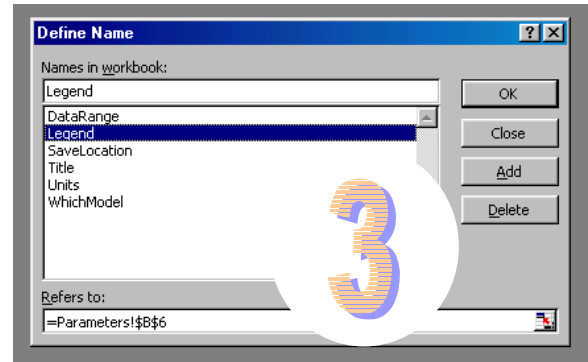 Define Name
Names in workbook:
Legend
OK
DataRange
Legend
SaveLocation
Title
Units
WhichModel
Close
Add
Delete
3
Refers to:
=Parameters!$B$6